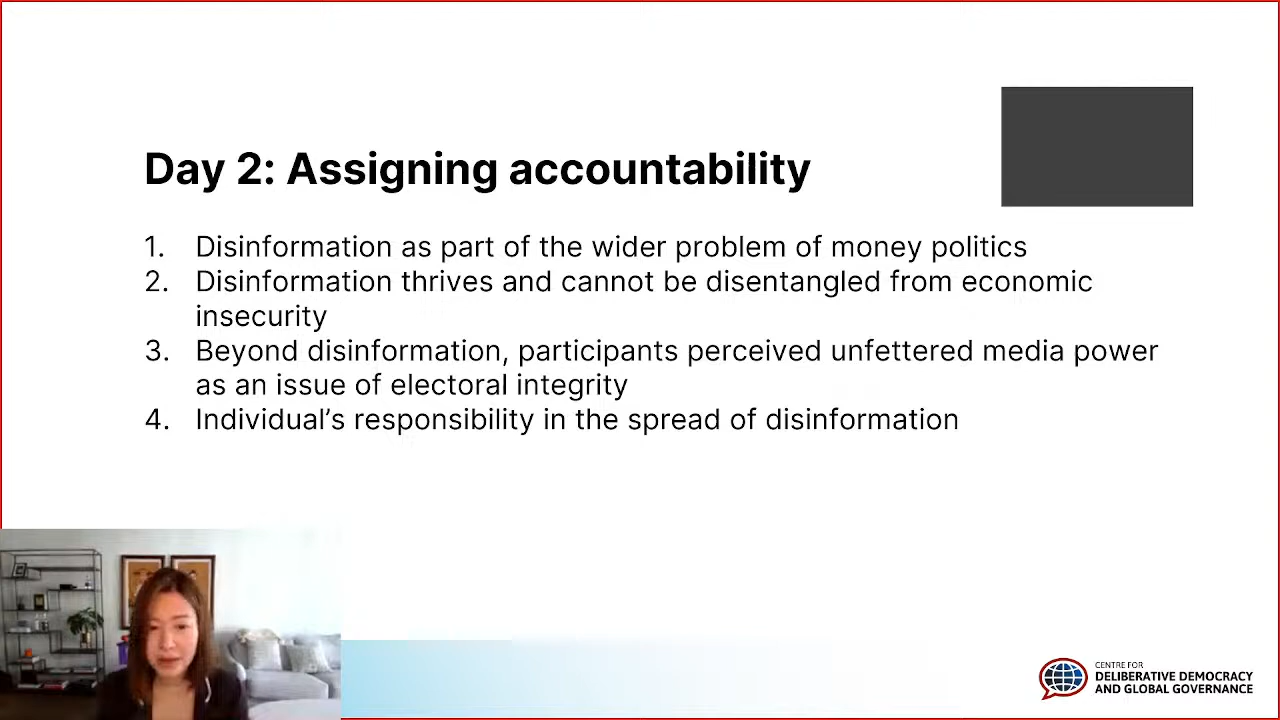 Day 2: Assigning accountability
1. Disinformation as part of the wider problem of money politics
2. Disinformation thrives and cannot be disentangled from economic
insecurity
3. Beyond disinformation, participants perceived unfettered media power
as an issue of electoral integrity
4. Individual’s responsibility in the spread of disinformation
CENTRE FOR
DELIBERATIVE DEMOCRACY
AND GLOBAL GOVERNANCE